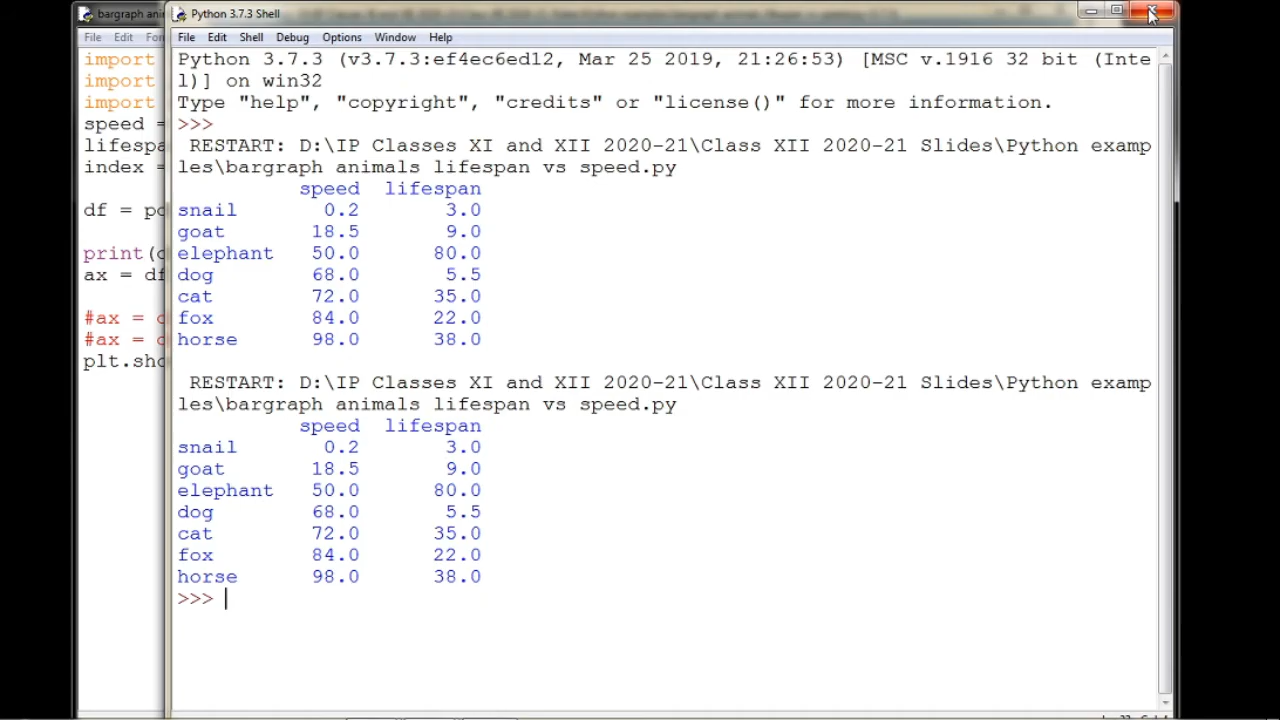 bargraph ani
Python 3.7.3 Shell
File Edit For
File Edit Shell Debug Options Window Help
import
import
import
speed =
lifespa
index =
df = pd
print(d
ax = df
#ax = d
#ax = d
plt.sho
Python 3.7.3 (v3.7.3:ef4ec6ed12, Mar 25 2019, 21:26:53) [MSC v.1916 32 bit (Inte
l)] on win32
Type "help", "copyright", "credits" or "license()" for more information.
>>>
RESTART: D:\IP Classes XI and XII 2020-21\Class XII 2020-21 Slides\Python examp
les\bargraph animals lifespan vs speed.py
speed lifespan
snail 0.2 3.0
goat 18.5 9.0
elephant 50.0 80.0
dog 68.0 5.5
cat 72.0 35.0
fox 84.0 22.0
horse 98.0 38.0
RESTART: D:\IP Classes XI and XII 2020-21\Class XII 2020-21 Slides\Python examp
les\bargraph animals lifespan vs speed.py
speed lifespan
snail 0.2 3.0
goat 18.5 9.0
elephant 50.0 80.0
dog 68.0 5.5
cat 72.0 35.0
fox 84.0 22.0
horse 98.0 38.0
>>>